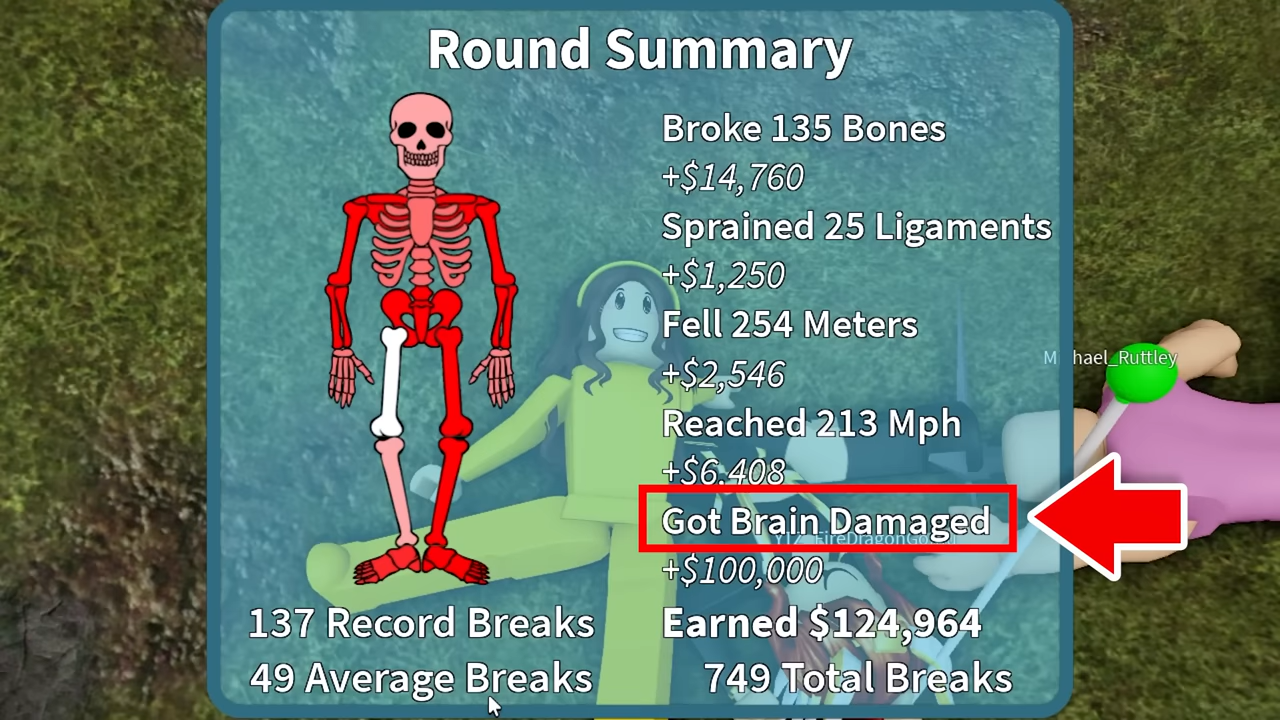 Round Summary
Broke 135 Bones
+$14,760
Sprained 25 Ligaments
+$1,250
Fell 254 Meters
+$2,546
Reached 213 Mph
+$6,408
Got Brain Damaged
+$100,000
Earned $124,964
137 Record Breaks
49 Average Breaks
749 Total Breaks